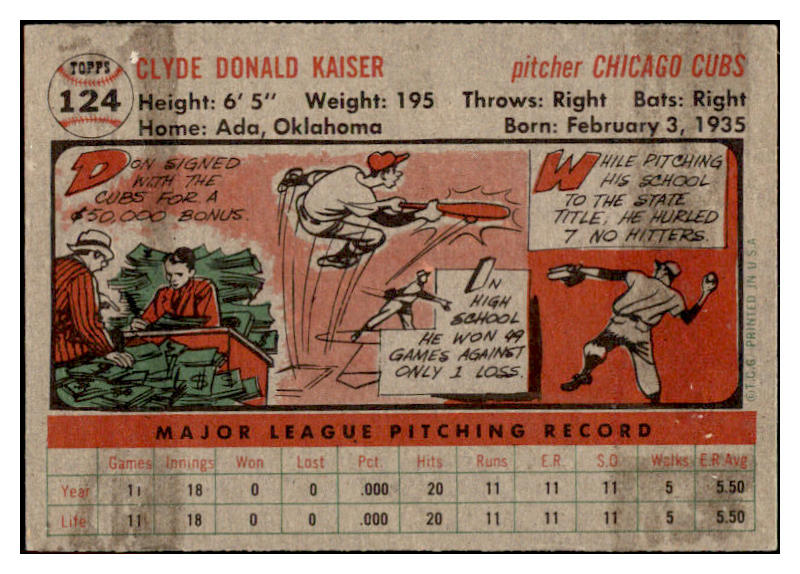 TOPPS
124
CLYDE DONALD KAISER
pitcher CHICAGO CUBS
Height: 6' 5" Weight: 195 Throws: Right Bats: Right
Home: Ada, Oklahoma Born: February 3, 1935
DON SIGNED
WITH THE
CUBS FOR A
$50,000 BONUS.
IN
HIGH
SCHOOL
HE WON 49
GAMES AGAINST
ONLY 1 LOSS.
WHILE PITCHING
HIS SCHOOL
TO THE STATE
TITLE, HE HURLED
7 NO HITTERS.
©T.C.G. PRINTED IN U.S.A
MAJOR LEAGUE PITCHING RECORD
Games Innings Won Lost Pct. Hits Runs E.R. S.O. Walks E.R.Avg
Year 11 18 0 0 .000 20 11 11 11 5 5.50
Life 11 18 0 0 .000 20 11 11 11 5 5.50